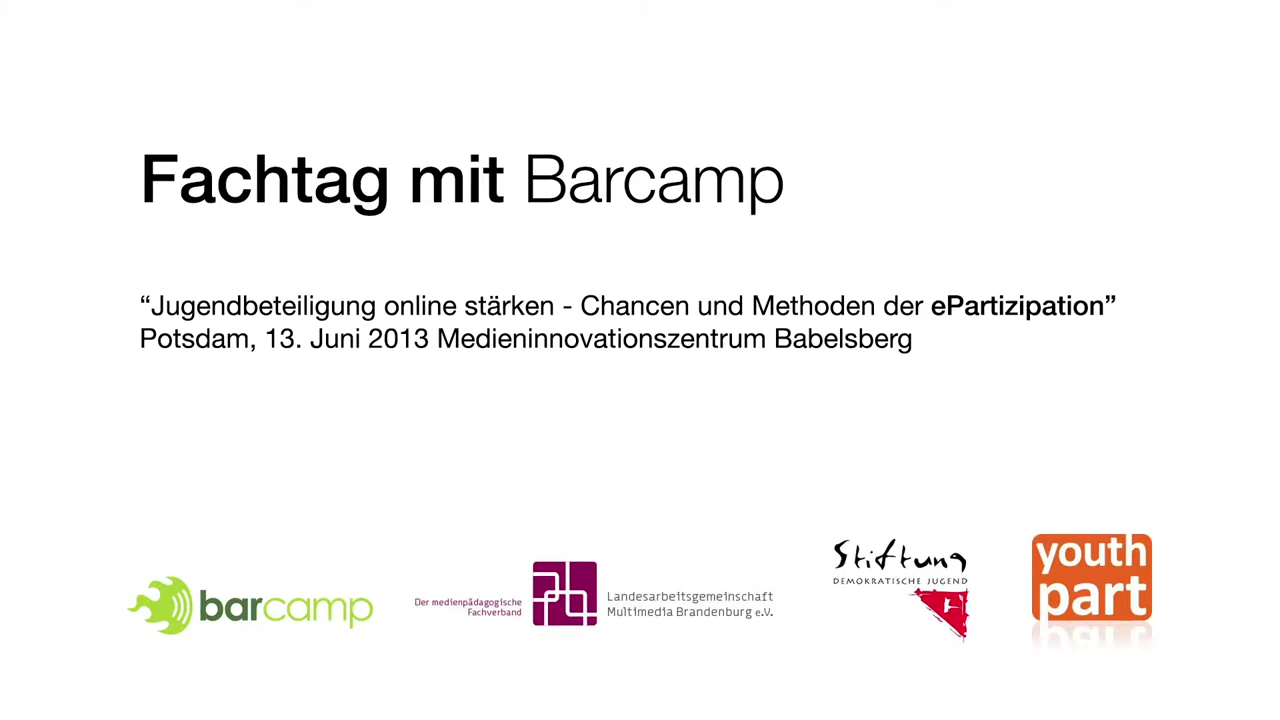 Fachtag mit Barcamp
“Jugendbeteiligung online stärken - Chancen und Methoden der ePartizipation”
Potsdam, 13. Juni 2013 Medieninnovationszentrum Babelsberg
barcamp
Der medienpädagogische
Fachverband
Landesarbeitsgemeinschaft
Multimedia Brandenburg e.V.
Stiftung
DEMOKRATISCHE JUGEND
youth
part